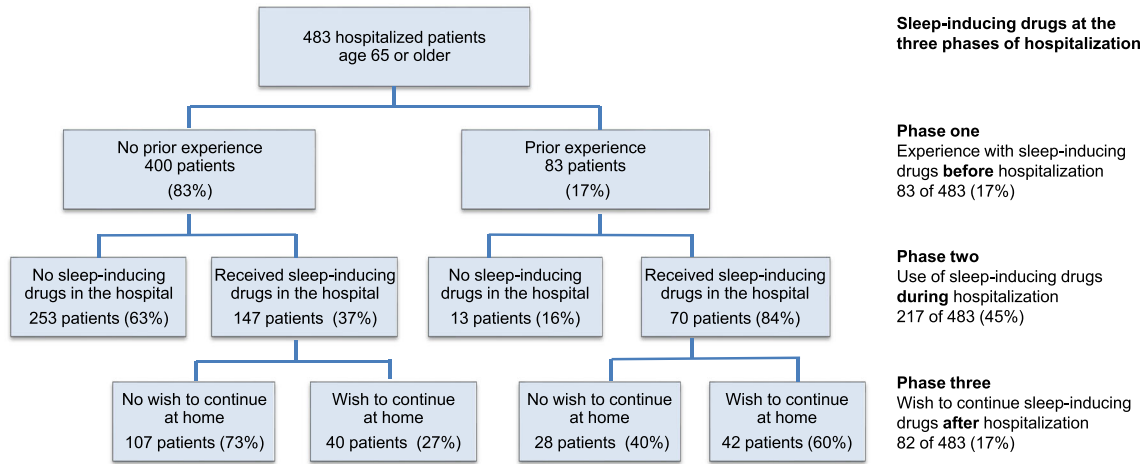 483 hospitalized patients
age 65 or older
Sleep-inducing drugs at the
three phases of hospitalization
No prior experience
400 patients
(83%)
Prior experience
83 patients
(17%)
Phase one
Experience with sleep-inducing
drugs before hospitalization
83 of 483 (17%)
No sleep-inducing
drugs in the hospital
253 patients (63%)
Received sleep-inducing
drugs in the hospital
147 patients (37%)
No sleep-inducing
drugs in the hospital
13 patients (16%)
Received sleep-inducing
drugs in the hospital
70 patients (84%)
Phase two
Use of sleep-inducing drugs
during hospitalization
217 of 483 (45%)
No wish to continue
at home
107 patients (73%)
Wish to continue
at home
40 patients (27%)
No wish to continue
at home
28 patients (40%)
Wish to continue
at home
42 patients (60%)
Phase three
Wish to continue sleep-inducing
drugs after hospitalization
82 of 483 (17%)